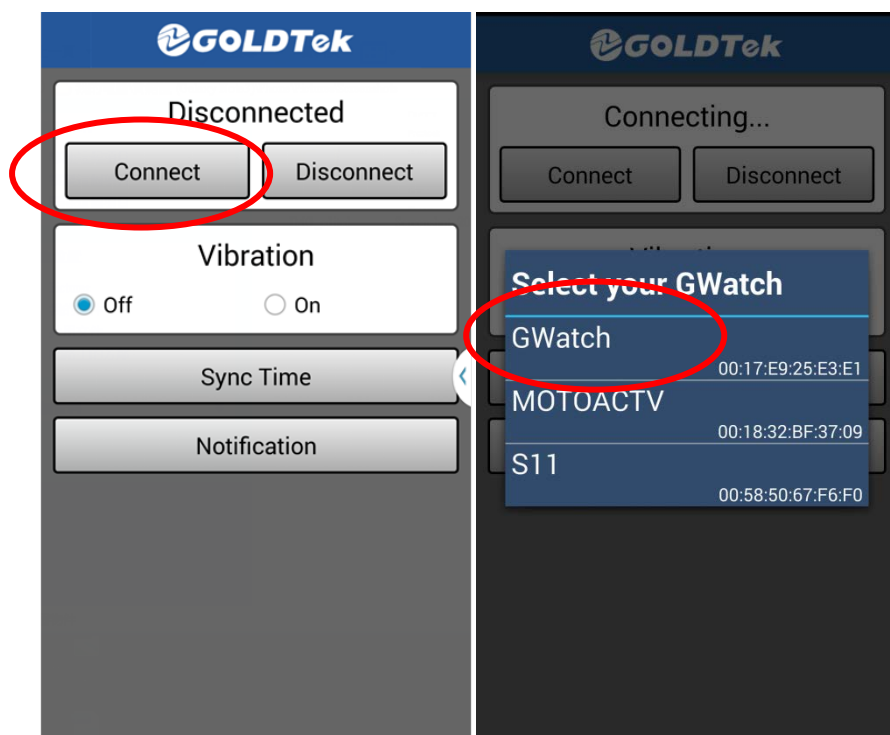 GOLDTek
Disconnected
Connect Disconnect
Vibration
Off On
Sync Time
Notification
GOLDTek
Connecting...
Connect Disconnect
Select your GWatch
GWatch
00:17:E9:25:E3:E1
MOTOACTV
00:18:32:BF:37:09
S11
00:58:50:67:F6:F0